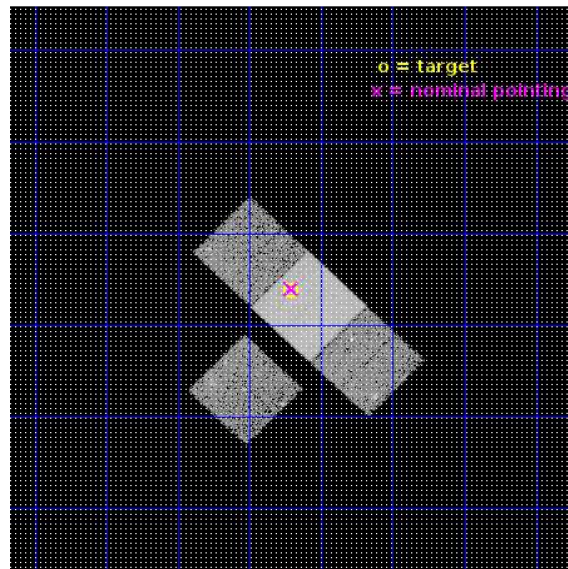 o = target
x = nominal pointing